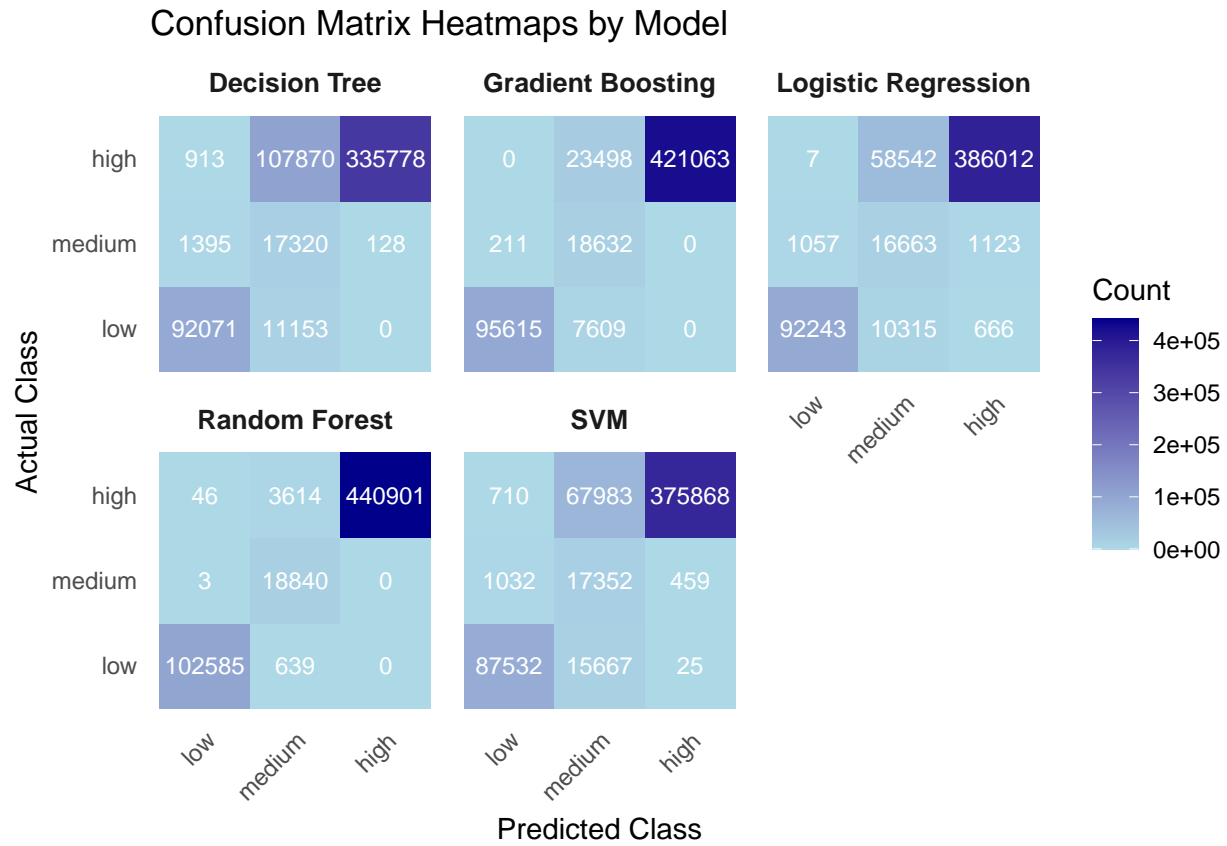 Confusion Matrix Heatmaps by Model
Decision Tree Gradient Boosting Logistic Regression
high 913 107870 335778 0 23498 421063 7 58542 386012
medium 1395 17320 128 211 18632 0 1057 16663 1123
low 92071 11153 0 95615 7609 0 92243 10315 666
low medium high
Random Forest SVM
high 46 3614 440901 710 67983 375868
medium 3 18840 0 1032 17352 459
low 102585 639 0 87532 15667 25
low medium high low medium high
Predicted Class
Actual Class
Count
4e+05
3e+05
2e+05
1e+05
0e+00